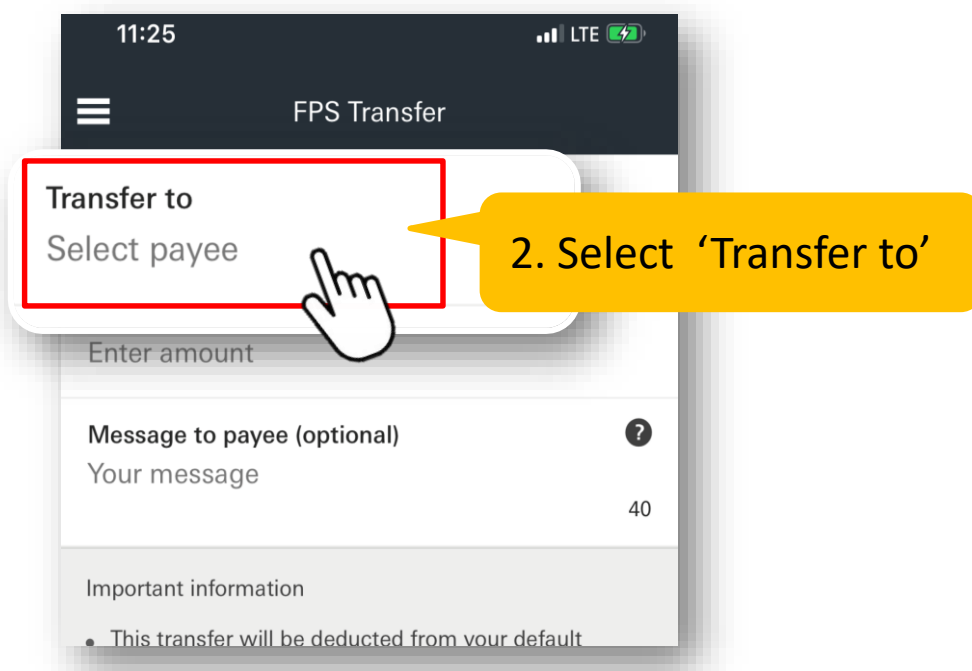 11:25
LTE
FPS Transfer
Transfer to
Select payee
2. Select ‘Transfer to’
Enter amount
Message to payee (optional)
?
Your message
40
Important information
• This transfer will be deducted from your default